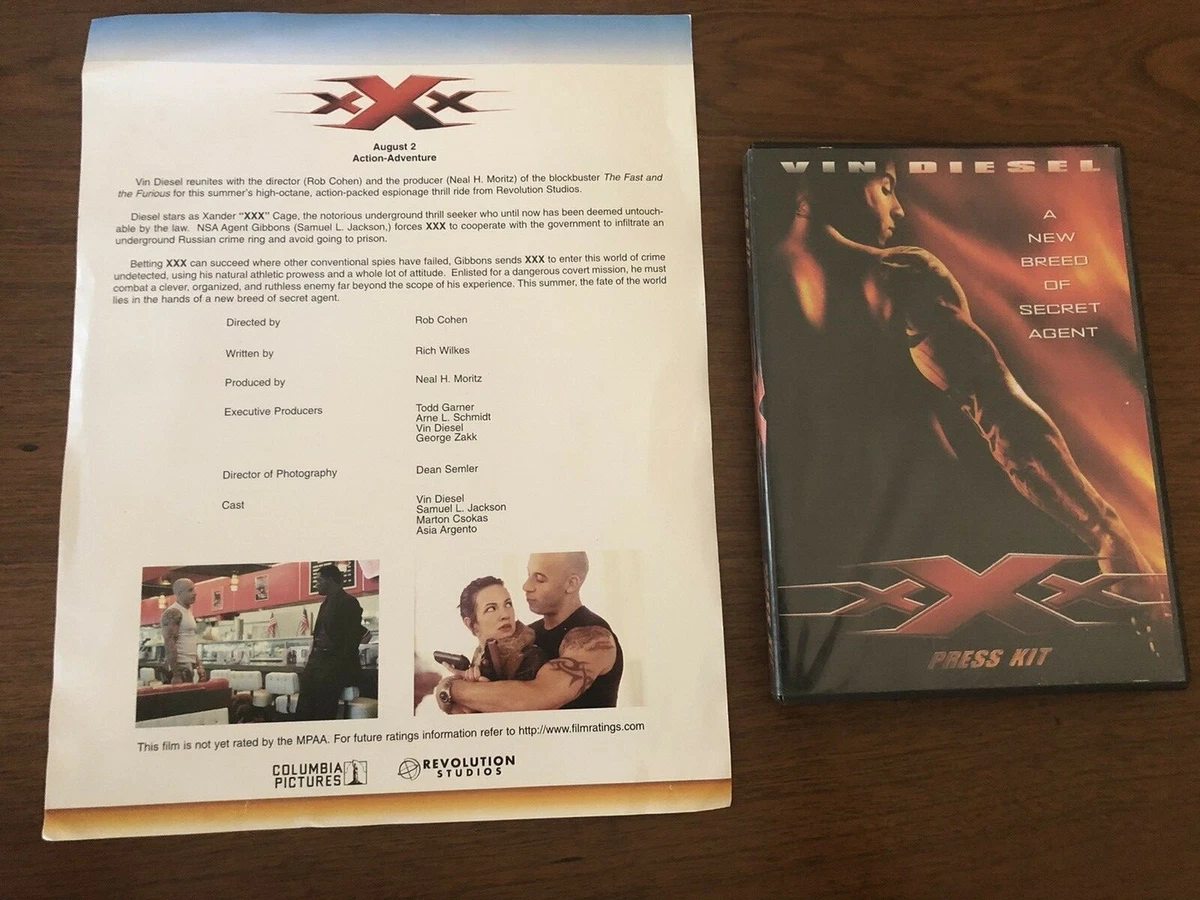 xXx
August 2
Action-Adventure
Vin Diesel reunites with the director (Rob Cohen) and the producer (Neal H. Moritz) of the blockbuster The Fast and
the Furious for this summer's high-octane, action-packed espionage thrill ride from Revolution Studios.
Diesel stars as Xander "XXX" Cage, the notorious underground thrill seeker who until now has been deemed untouch-
able by the law. NSA Agent Gibbons (Samuel L. Jackson,) forces XXX to cooperate with the government to infiltrate an
underground Russian crime ring and avoid going to prison.
Betting XXX can succeed where other conventional spies have failed, Gibbons sends XXX to enter this world of crime
undetected, using his natural athletic prowess and a whole lot of attitude. Enlisted for a dangerous covert mission, he must
combat a clever, organized, and ruthless enemy far beyond the scope of his experience. This summer, the fate of the world
lies in the hands of a new breed of secret agent.
Directed by Rob Cohen
Written by Rich Wilkes
Produced by Neal H. Moritz
Executive Producers Todd Garner
Arne L. Schmidt
Vin Diesel
George Zakk
Director of Photography Dean Semler
Cast Vin Diesel
Samuel L. Jackson
Marton Csokas
Asia Argento
This film is not yet rated by the MPAA. For future ratings information refer to http://www.filmratings.com
COLUMBIA
PICTURES
REVOLUTION
STUDIOS
VIN DIESEL
A
NEW
BREED
OF
SECRET
AGENT
xXx
PRESS KIT